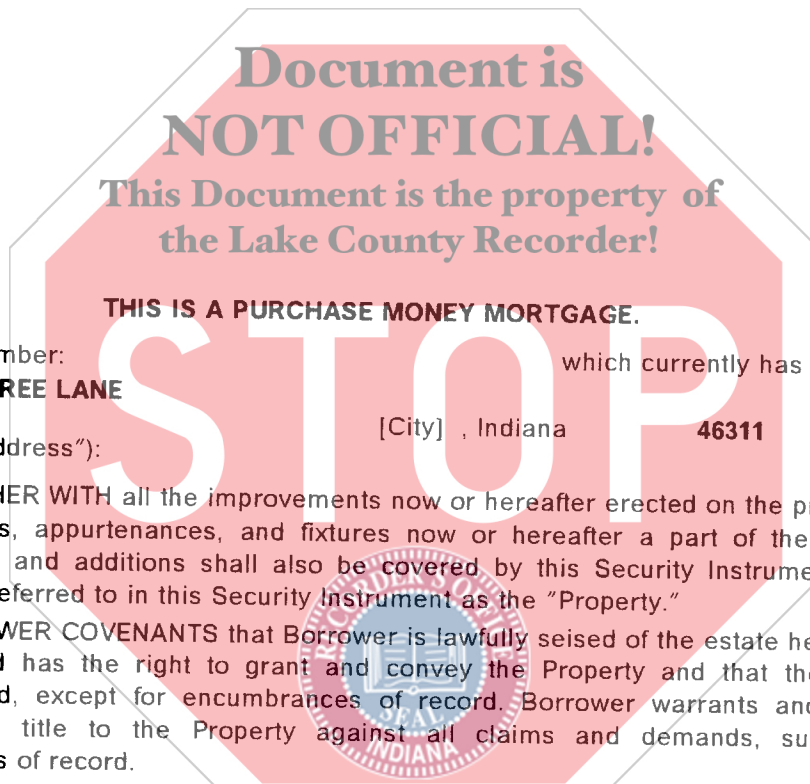 Document is
NOT OFFICIAL!
This Document is the property of
the Lake County Recorder!
THIS IS A PURCHASE MONEY MORTGAGE.
mber: which currently has
REE LANE
[City] , Indiana 46311
ddress"):
HER WITH all the improvements now or hereafter erected on the p
s, appurtenances, and fixtures now or hereafter a part of the
and additions shall also be covered by this Security Instrume
eferred to in this Security Instrument as the "Property."
WER COVENANTS that Borrower is lawfully seised of the estate he
d has the right to grant and convey the Property and that the
d, except for encumbrances of record. Borrower warrants and
title to the Property against all claims and demands, su
s of record.
STOP
RECORDER'S OFFICE
SEAL
INDIANA